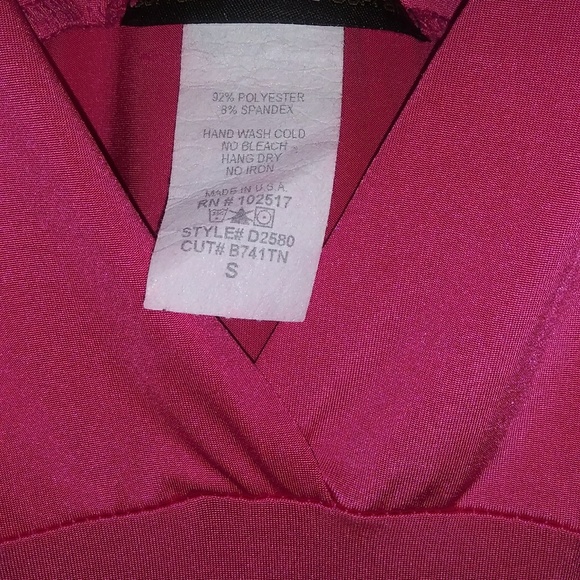 92% POLYESTER
8% SPANDEX
HAND WASH COLD
NO BLEACH
HANG DRY
NO IRON
MADE IN U.S.A.
RN # 102517
STYLE# D2580
CUT# B741TN
S